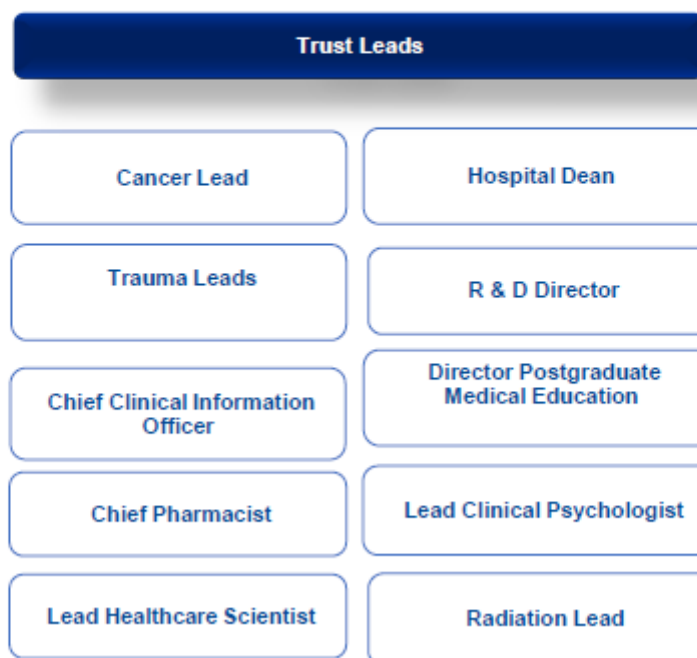 Trust Leads
Cancer Lead
Hospital Dean
Trauma Leads
R & D Director
Chief Clinical Information
Officer
Director Postgraduate
Medical Education
Chief Pharmacist
Lead Clinical Psychologist
Lead Healthcare Scientist
Radiation Lead